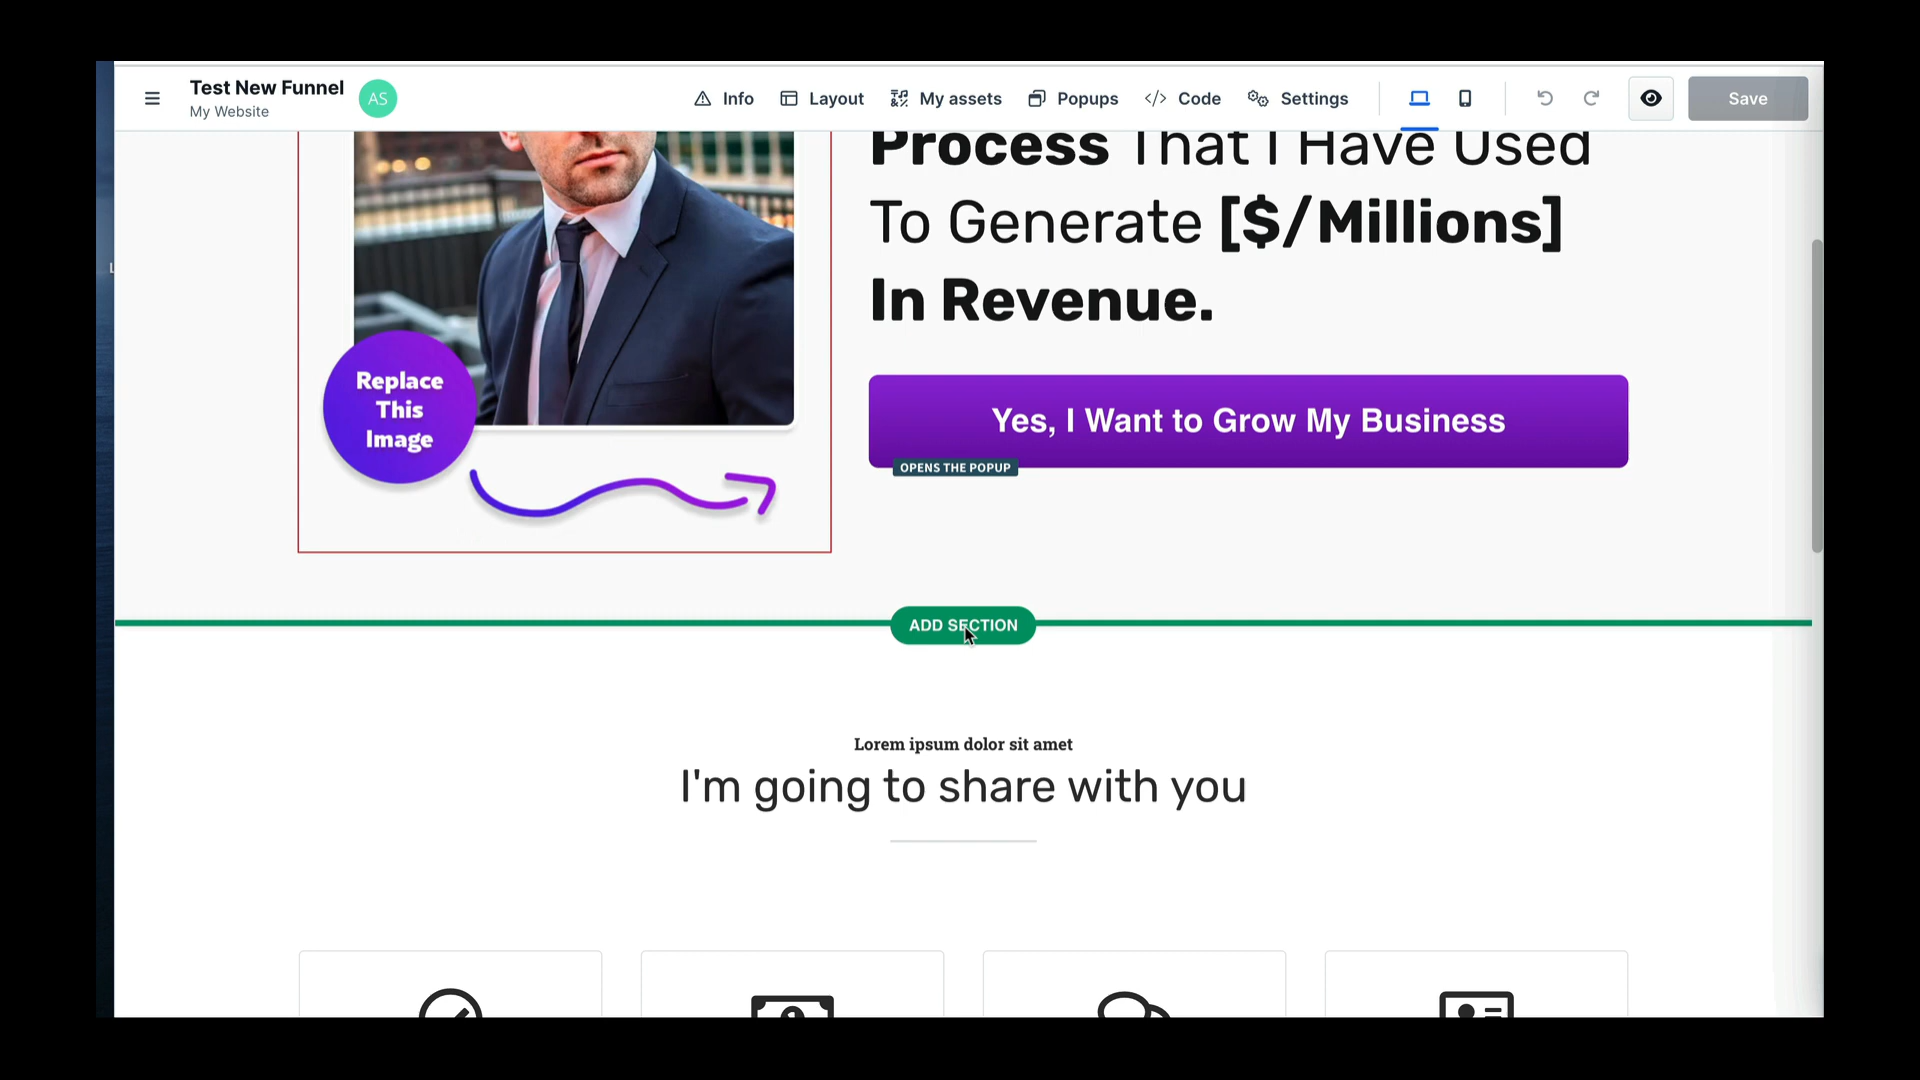 Test New Funnel
My Website
AS
Info
Layout
My assets
Popups
</> Code
Settings
Save
Process That I Have Used
To Generate [$/Millions]
In Revenue.
Replace
This
Image
Yes, I Want to Grow My Business
OPENS THE POPUP
ADD SECTION
Lorem ipsum dolor sit amet
I'm going to share with you